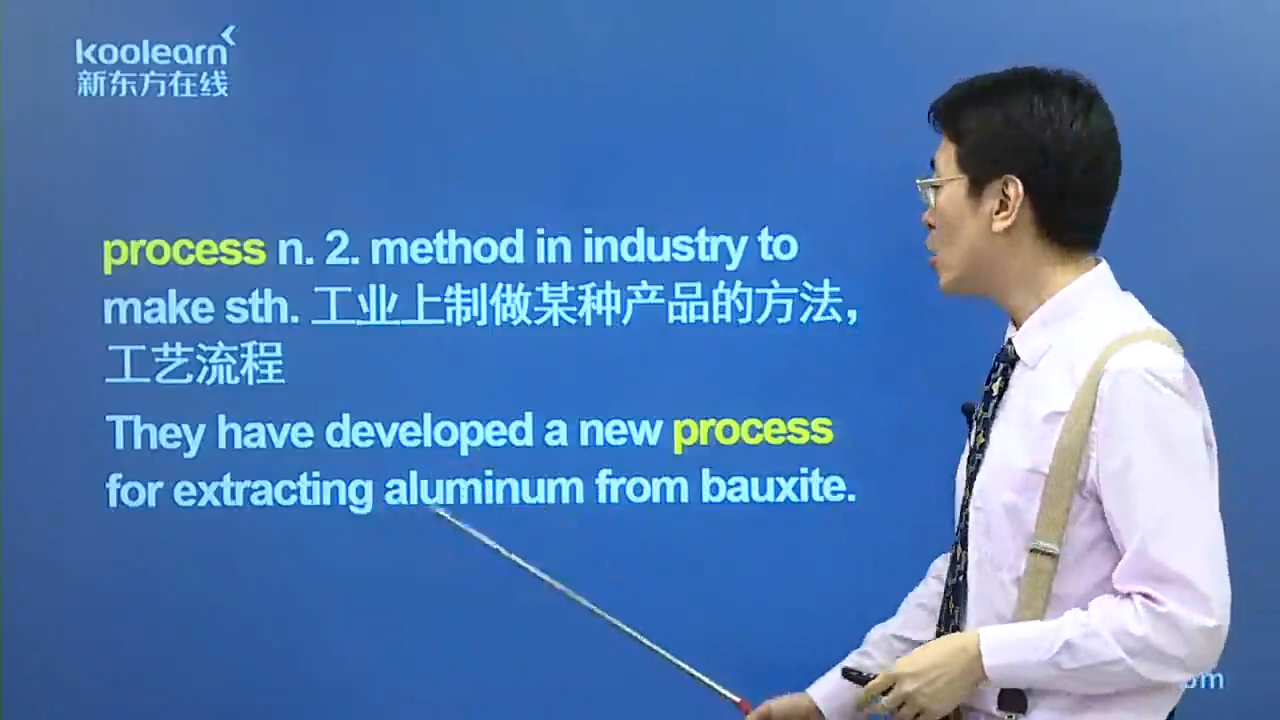 koolearn
新东方在线
process n. 2. method in industry to
make sth. 工业上制做某种产品的方法，
工艺流程
They have developed a new process
for extracting aluminum from bauxite.